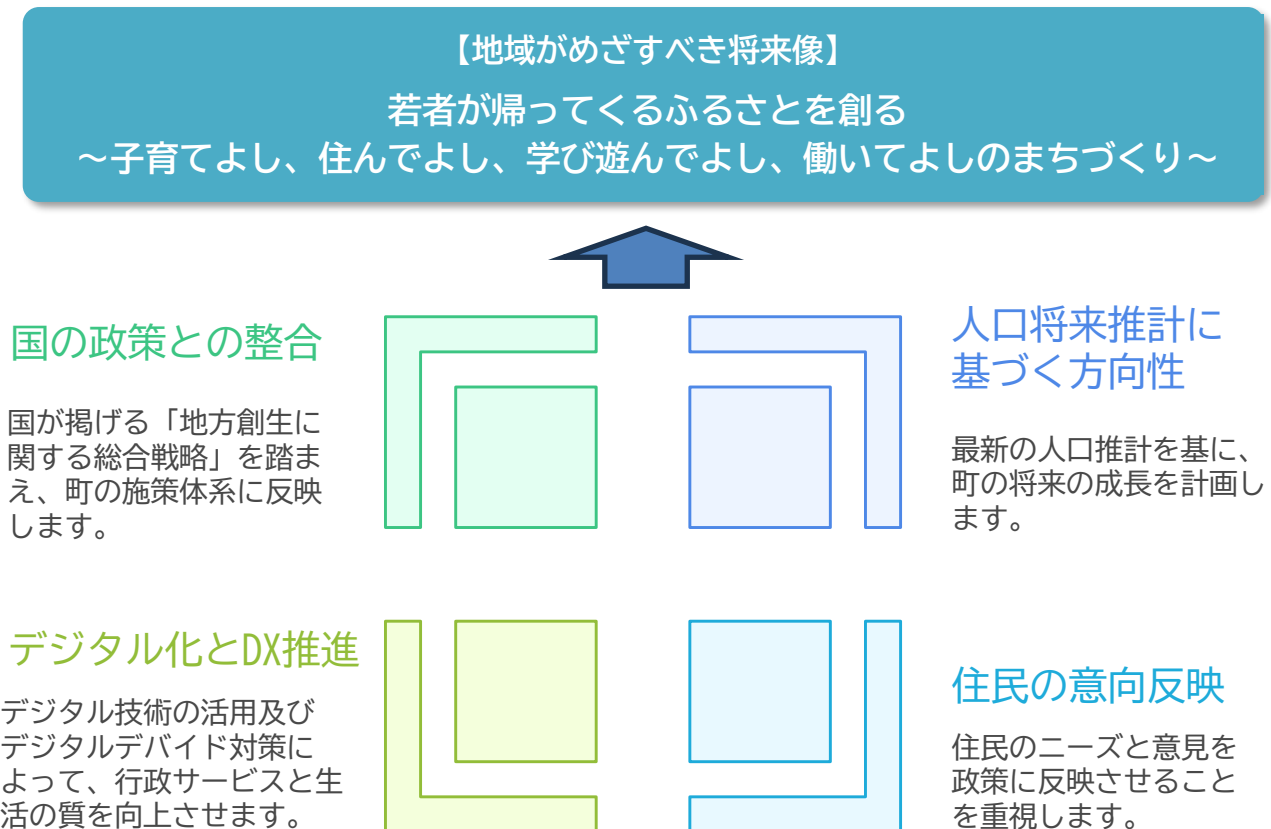 【地域がめざすべき将来像】
若者が帰ってくるふるさとを創る
～子育てよし、住んでよし、学び遊んでよし、働いてよしのまちづくり～
国の政策との整合
国が掲げる「地方創生に
関する総合戦略」を踏ま
え、町の施策体系に反映
します。
人口将来推計に
基づく方向性
最新の人口推計を基に、
町の将来の成長を計画し
ます。
デジタル化とDX推進
デジタル技術の活用及び
デジタルデバイド対策に
よって、行政サービスと生
活の質を向上させます。
住民の意向反映
住民のニーズと意見を
政策に反映させること
を重視します。